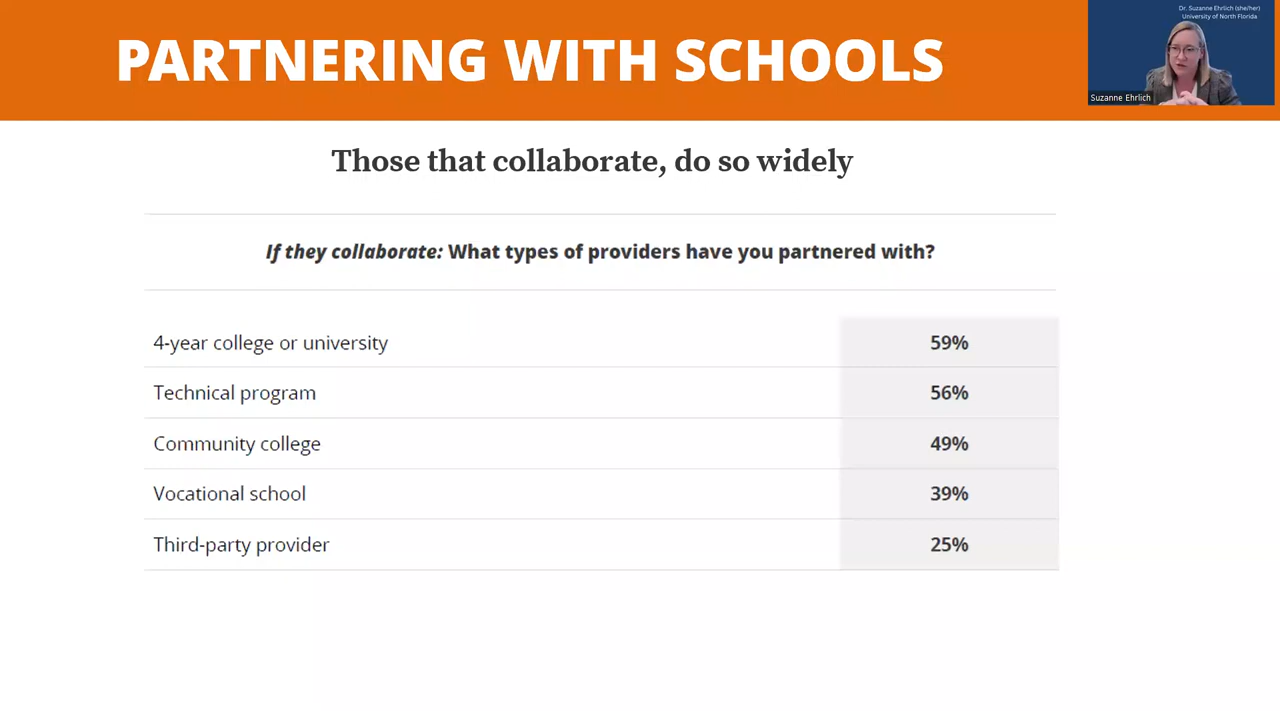 PARTNERING WITH SCHOOLS
Dr. Suzanne Ehrlich (she/her)
University of North Florida
Suzanne Ehrlich
Those that collaborate, do so widely
If they collaborate: What types of providers have you partnered with?
4-year college or university 59%
Technical program 56%
Community college 49%
Vocational school 39%
Third-party provider 25%